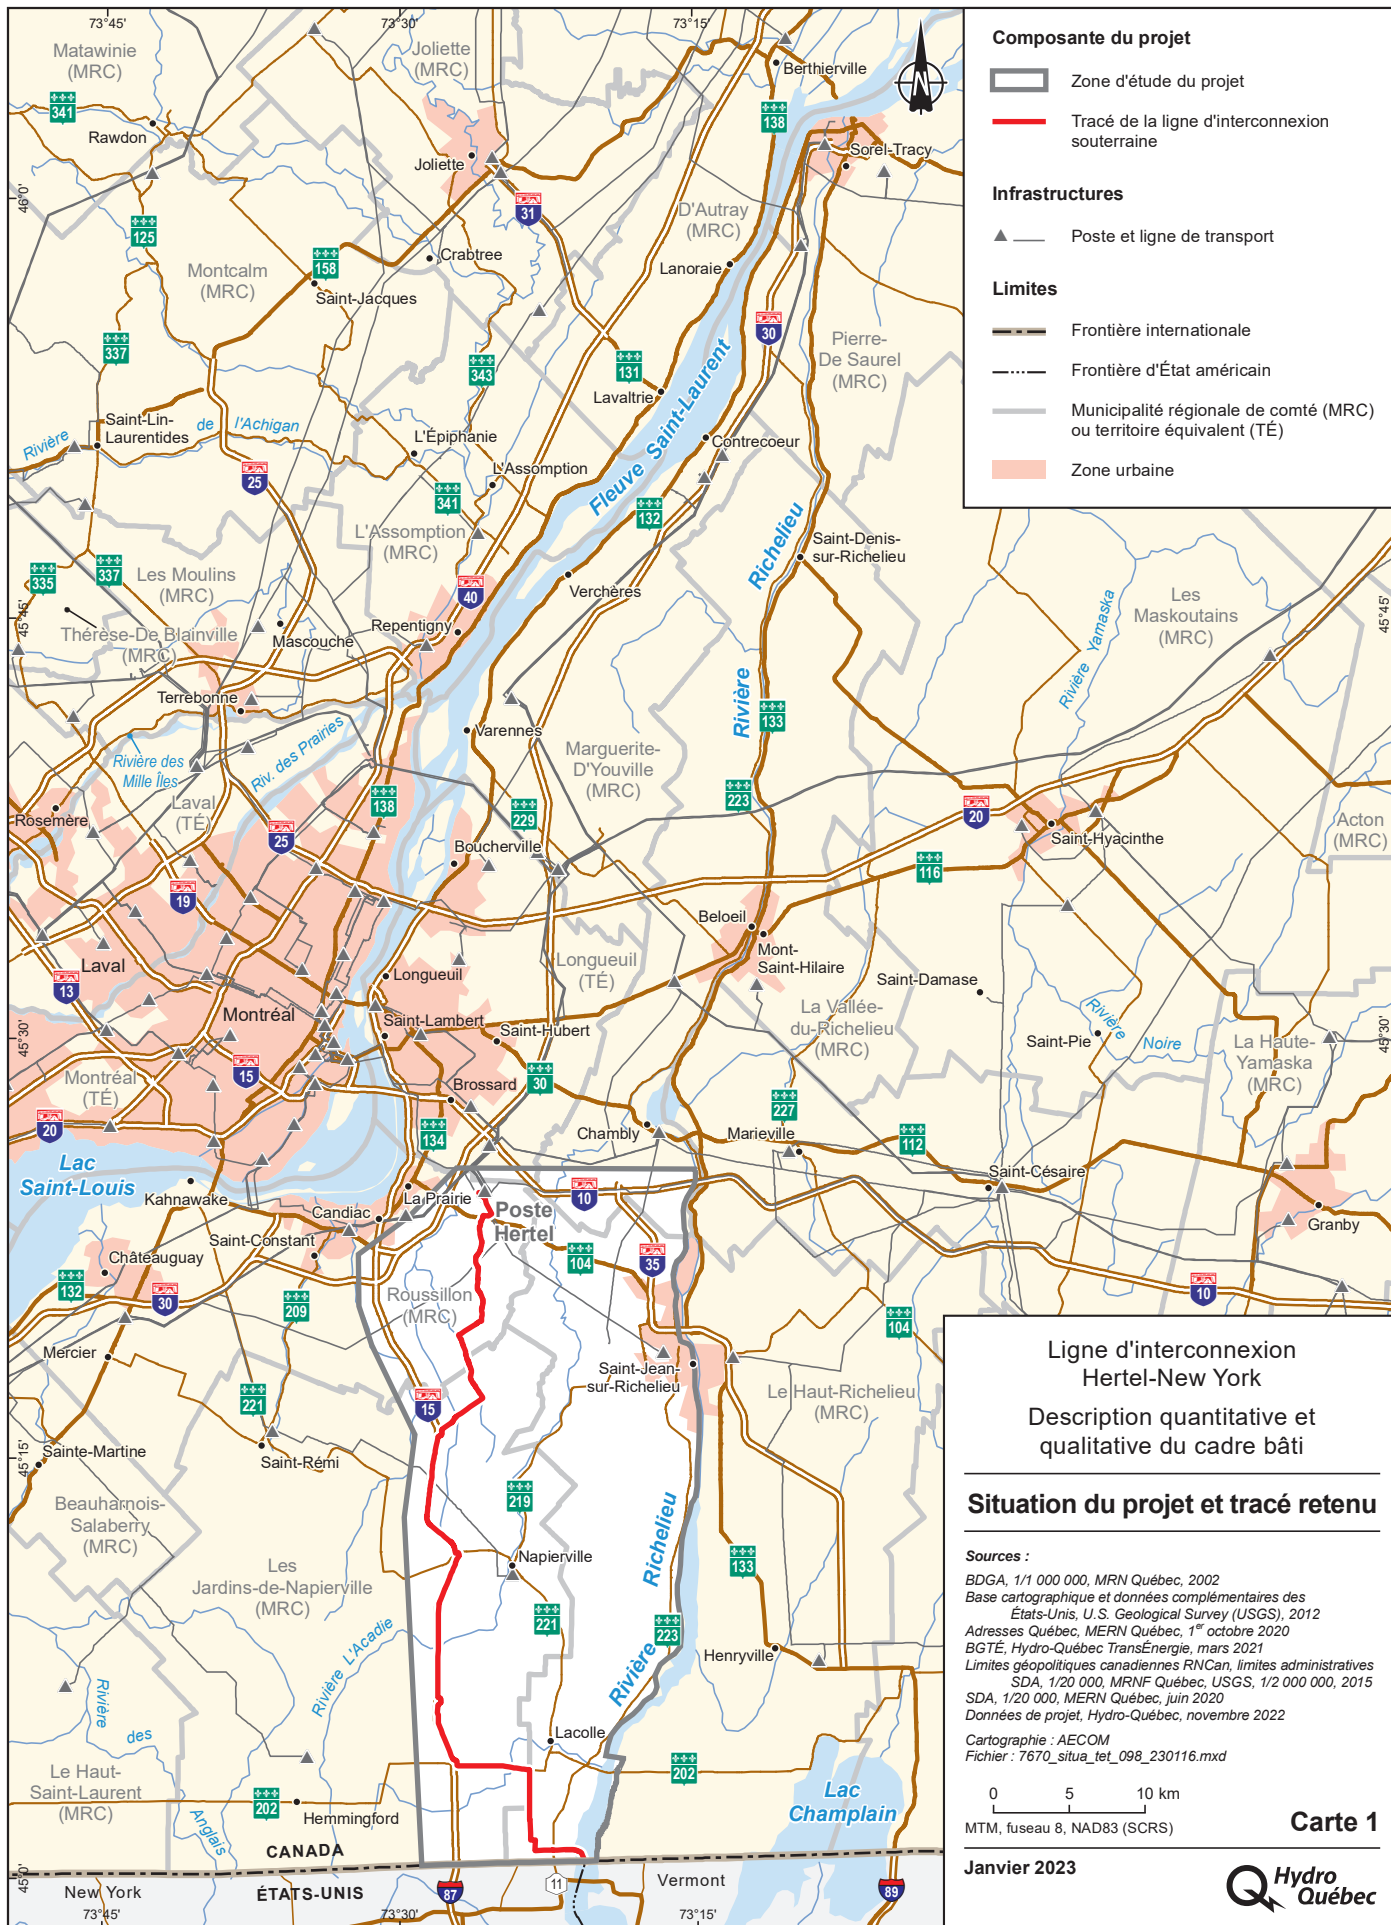 73°45'
73°30'
73°15'
Matawinie
(MRC)
Joliette
(MRC)
Berthierville
341
Rawdon
138
Joliette
Sorel-Tracy
46°0'
31
D'Autray
(MRC)
125
Crabtree
158
Montcalm
(MRC)
Lanoraie
Saint-Jacques
30
Pierre-
De Saurel
(MRC)
337
343
131
Lavaltrie
Fleuve Saint-Laurent
Saint-Lin-
Laurentides
Rivière de l'Achigan
L'Épiphanie
Contrecoeur
25
L'Assomption
341
132
L'Assomption
(MRC)
Richelieu
Saint-Denis-
sur-Richelieu
335
337
Les Moulins
(MRC)
40
Verchères
Rivière Yamaska
Les
Maskoutains
(MRC)
45°45'
45°45'
Thérèse-De Blainville
(MRC)
Mascouche
Repentigny
Terrebonne
Rivière
133
Varennes
Rivière des
Mille Îles
Riv. des Prairies
Marguerite-
D'Youville
(MRC)
Laval
(TÉ)
138
229
223
20
Rosemère
25
Boucherville
Saint-Hyacinthe
Acton
(MRC)
116
19
Beloeil
Mont-
Saint-Hilaire
Laval
13
Longueuil
Longueuil
(TÉ)
Saint-Damase
Montréal
Saint-Lambert
Saint-Hubert
La Vallée-
du-Richelieu
(MRC)
Rivière Noire
Saint-Pie
La Haute-
Yamaska
(MRC)
45°30'
45°30'
Montréal
(TÉ)
15
Brossard
30
227
20
134
Chambly
Marieville
112
Lac
Saint-Louis
Kahnawake
La Prairie
Saint-Césaire
Candiac
Poste
Hertel
10
Granby
Saint-Constant
Châteauguay
104
35
132
30
209
Roussillon
(MRC)
10
104
Mercier
Saint-Jean-
sur-Richelieu
Le Haut-Richelieu
(MRC)
221
15
Sainte-Martine
Saint-Rémi
45°15'
Beauharnois-
Salaberry
(MRC)
219
Richelieu
Les
Jardins-de-Napierville
(MRC)
Napierville
133
221
223
Rivière L'Acadie
Henryville
Rivière
Rivière des Anglais
Lacolle
Le Haut-
Saint-Laurent
(MRC)
202
202
Hemmingford
Lac
Champlain
CANADA
45°0'
New York
ÉTATS-UNIS
87
11
Vermont
89
73°45'
73°30'
73°15'
Composante du projet
Zone d'étude du projet
Tracé de la ligne d'interconnexion
souterraine
Infrastructures
Poste et ligne de transport
Limites
Frontière internationale
Frontière d'État américain
Municipalité régionale de comté (MRC)
ou territoire équivalent (TÉ)
Zone urbaine
N
Ligne d'interconnexion
Hertel-New York
Description quantitative et
qualitative du cadre bâti
Situation du projet et tracé retenu
Sources :
BDGA, 1/1 000 000, MRN Québec, 2002
Base cartographique et données complémentaires des
États-Unis, U.S. Geological Survey (USGS), 2012
Adresses Québec, MERN Québec, 1er octobre 2020
BGTÉ, Hydro-Québec TransÉnergie, mars 2021
Limites géopolitiques canadiennes RNCan, limites administratives
SDA, 1/20 000, MRNF Québec, USGS, 1/2 000 000, 2015
SDA, 1/20 000, MERN Québec, juin 2020
Données de projet, Hydro-Québec, novembre 2022
Cartographie : AECOM
Fichier : 7670_situa_tet_098_230116.mxd
0 5 10 km
MTM, fuseau 8, NAD83 (SCRS)
Carte 1
Janvier 2023
Hydro
Québec